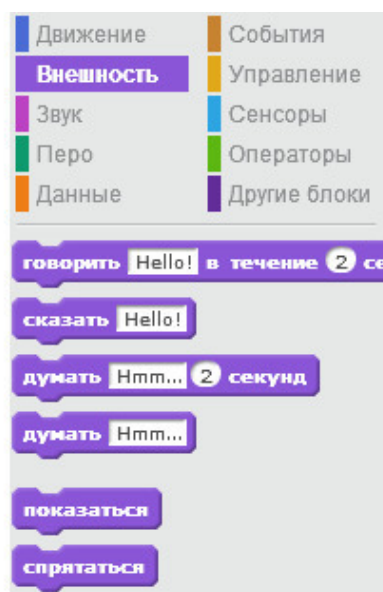 Движение События
Внешность Управление
Звук Сенсоры
Перо Операторы
Данные Другие блоки
говорить Hello! в течение 2 се
сказать Hello!
думать Hmm... 2 секунд
думать Hmm...
показаться
спрятаться